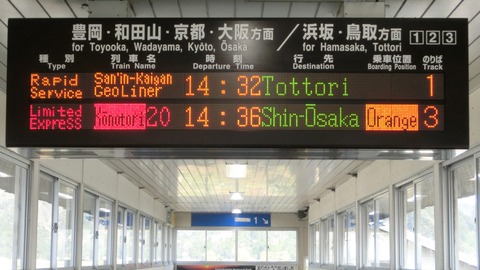 豊岡・和田山・京都・大阪方面 ／浜坂・鳥取方面 1 2 3
for Toyooka, Wadayama, Kyōto, Ōsaka for Hamasaka, Tottori
種別 列車名 時刻 行先 乗車位置 のりば
Type Train Name Departure Time Destination Boarding Position Track
Rapid Service San'in-Kaigan GeoLiner 14:32 Tottori 1
Limited Express Kōnotori 20 14:36 Shin-Ōsaka Orange 3
1